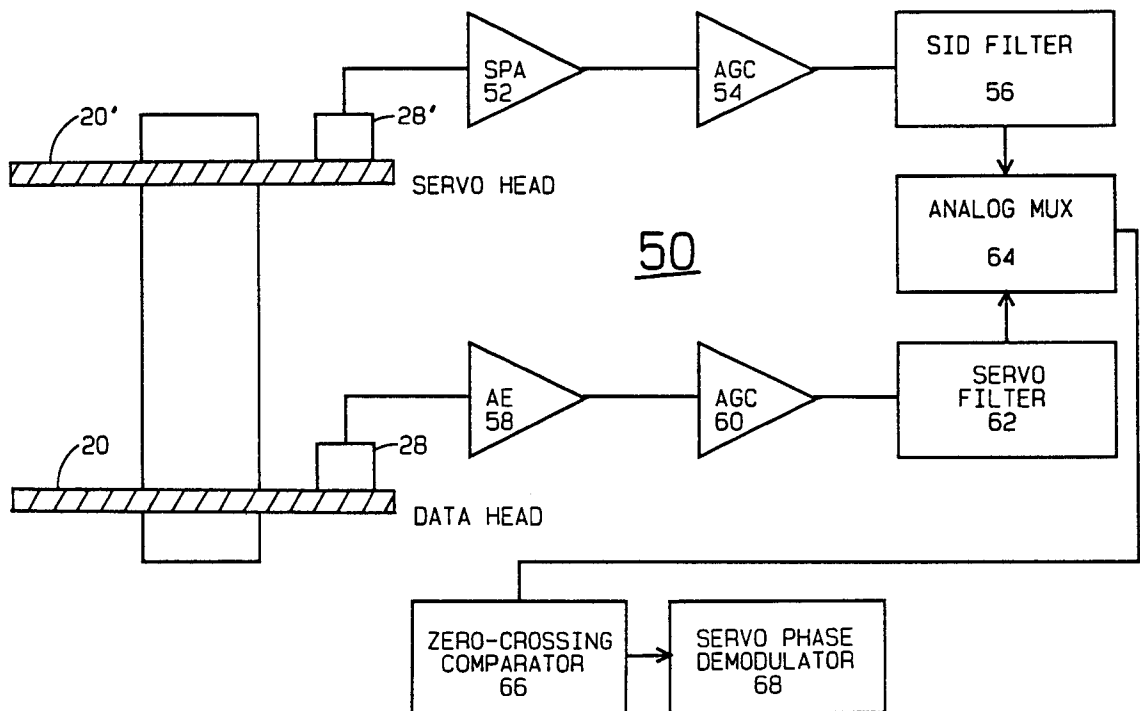 SPA
52
AGC
54
SID FILTER
56
20'
28'
SERVO HEAD
ANALOG MUX
64
50
AE
58
AGC
60
SERVO
FILTER
62
20
28
DATA HEAD
ZERO-CROSSING
COMPARATOR
66
SERVO PHASE
DEMODULATOR
68